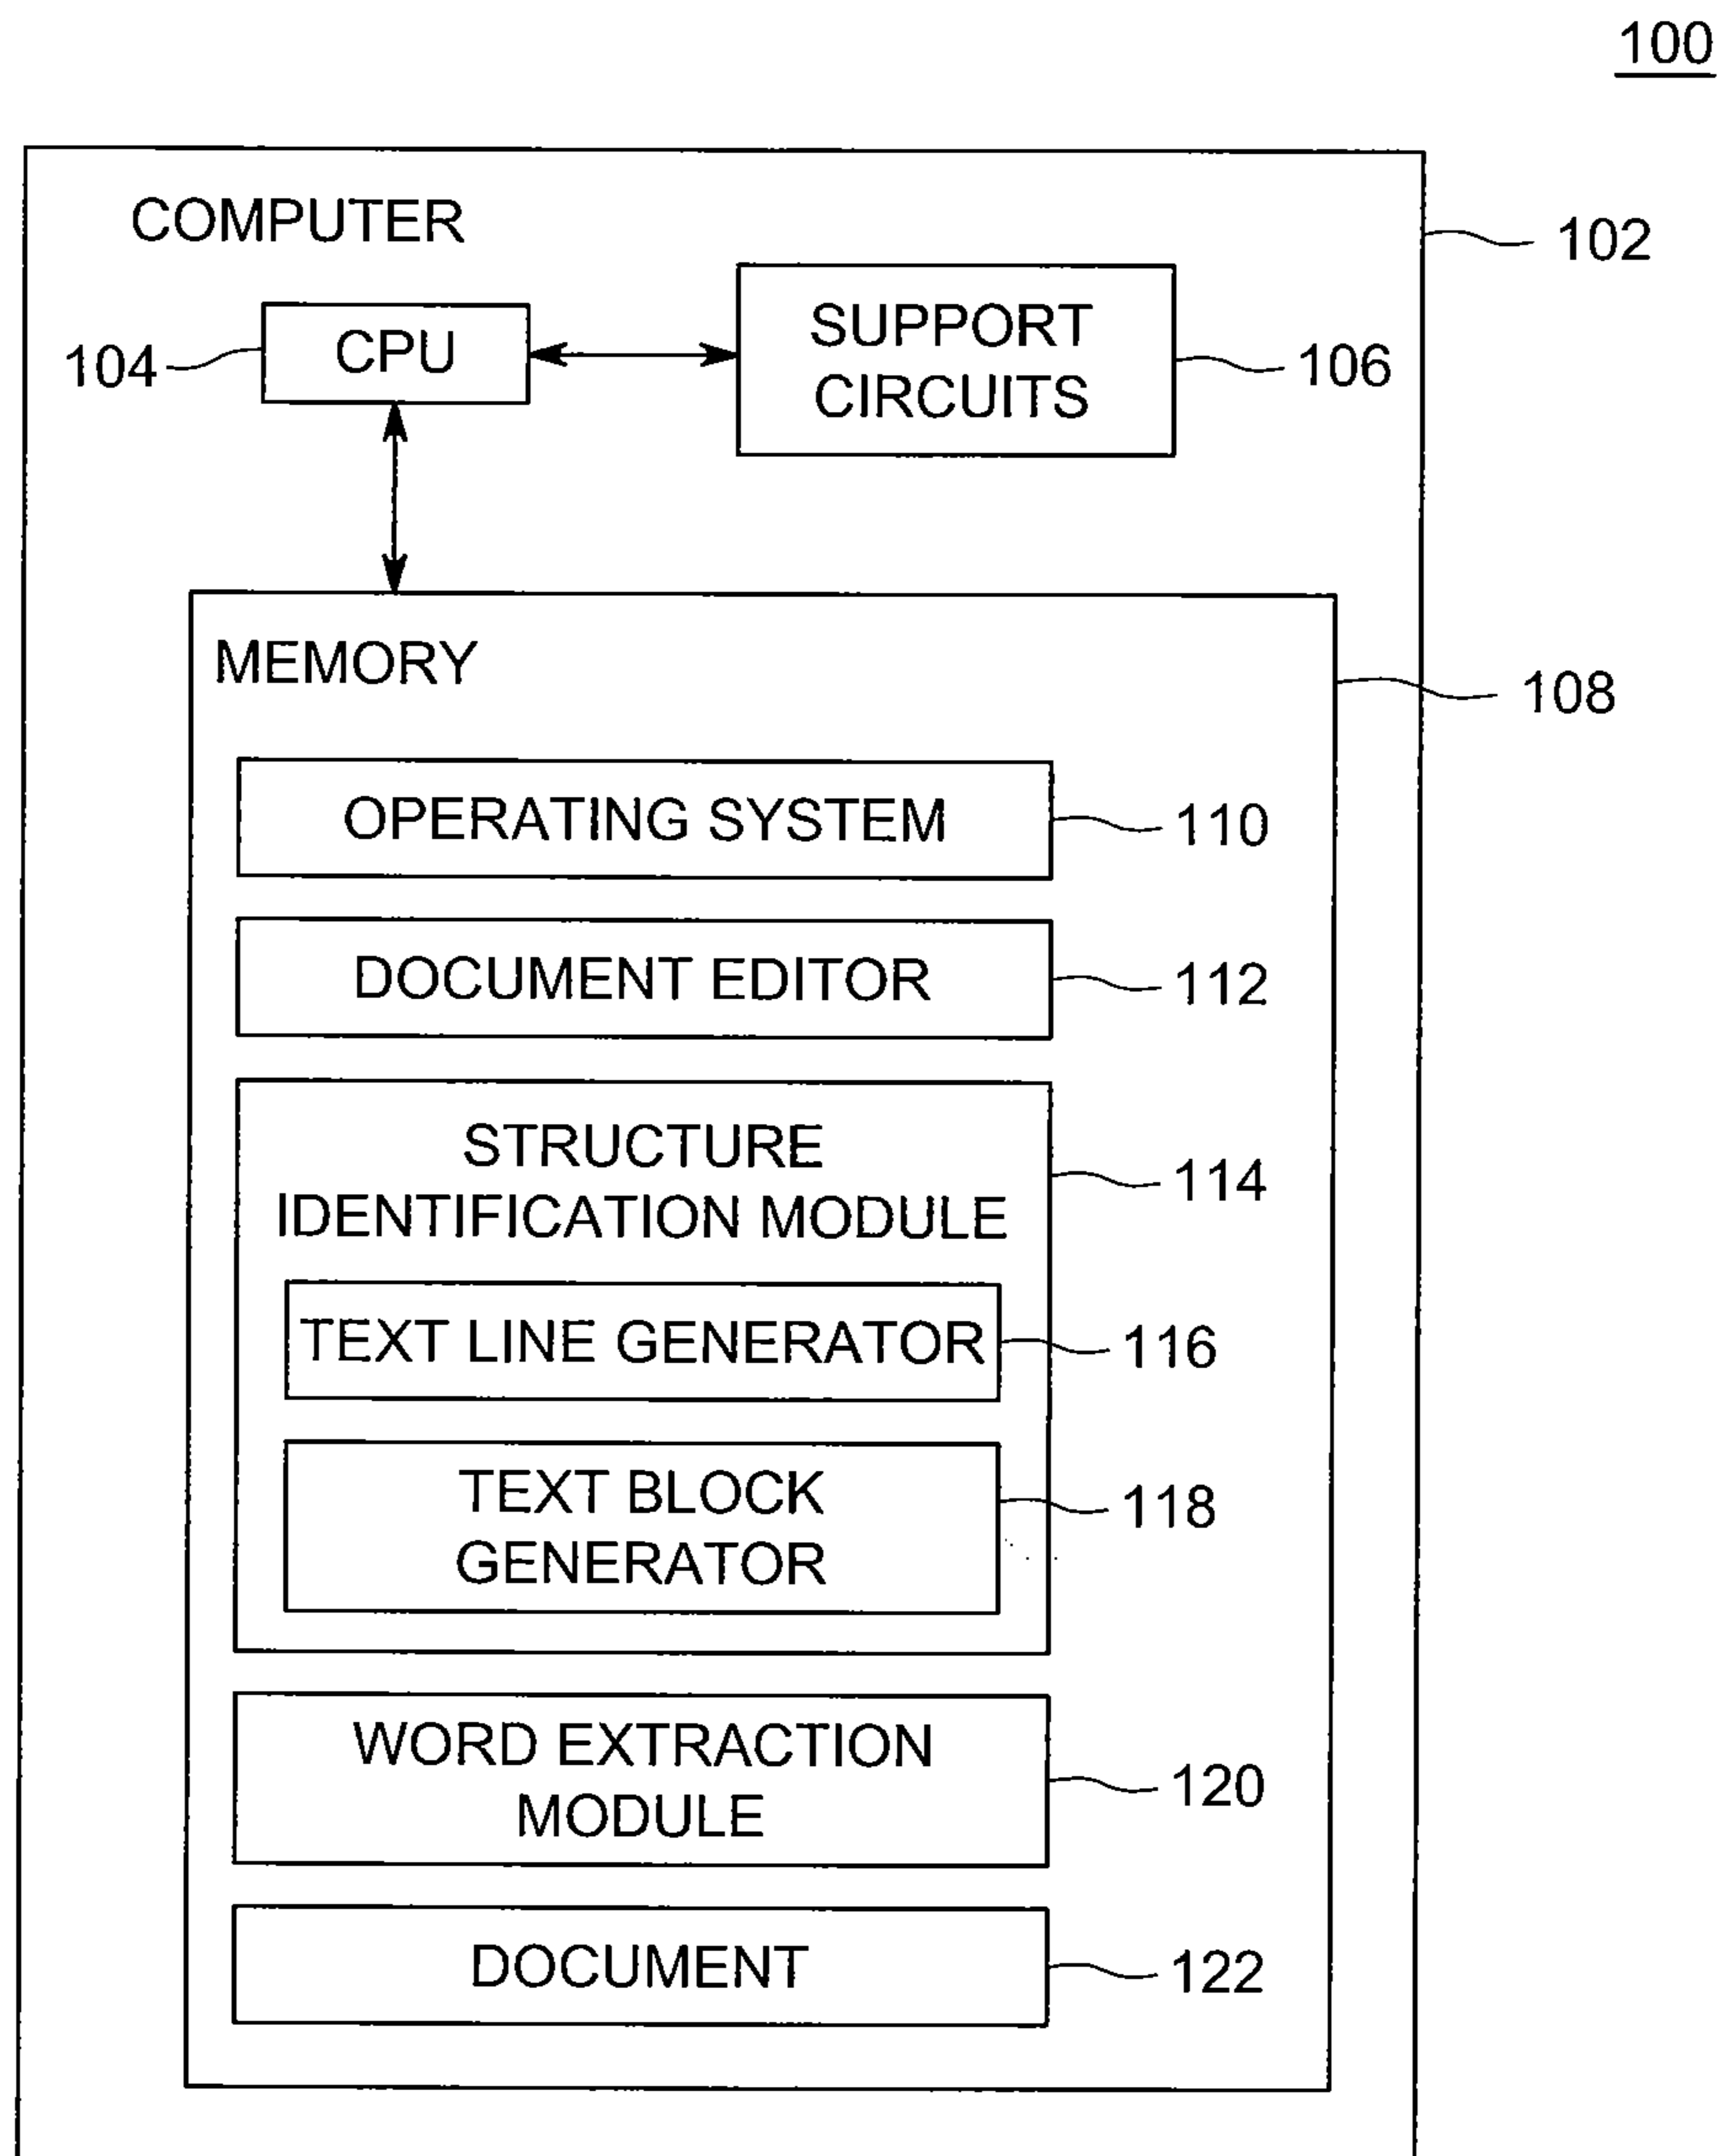 100
COMPUTER
102
CPU
104
SUPPORT
CIRCUITS
106
MEMORY
108
OPERATING SYSTEM
110
DOCUMENT EDITOR
112
STRUCTURE
IDENTIFICATION MODULE
114
TEXT LINE GENERATOR
116
TEXT BLOCK
GENERATOR
118
WORD EXTRACTION
MODULE
120
DOCUMENT
122